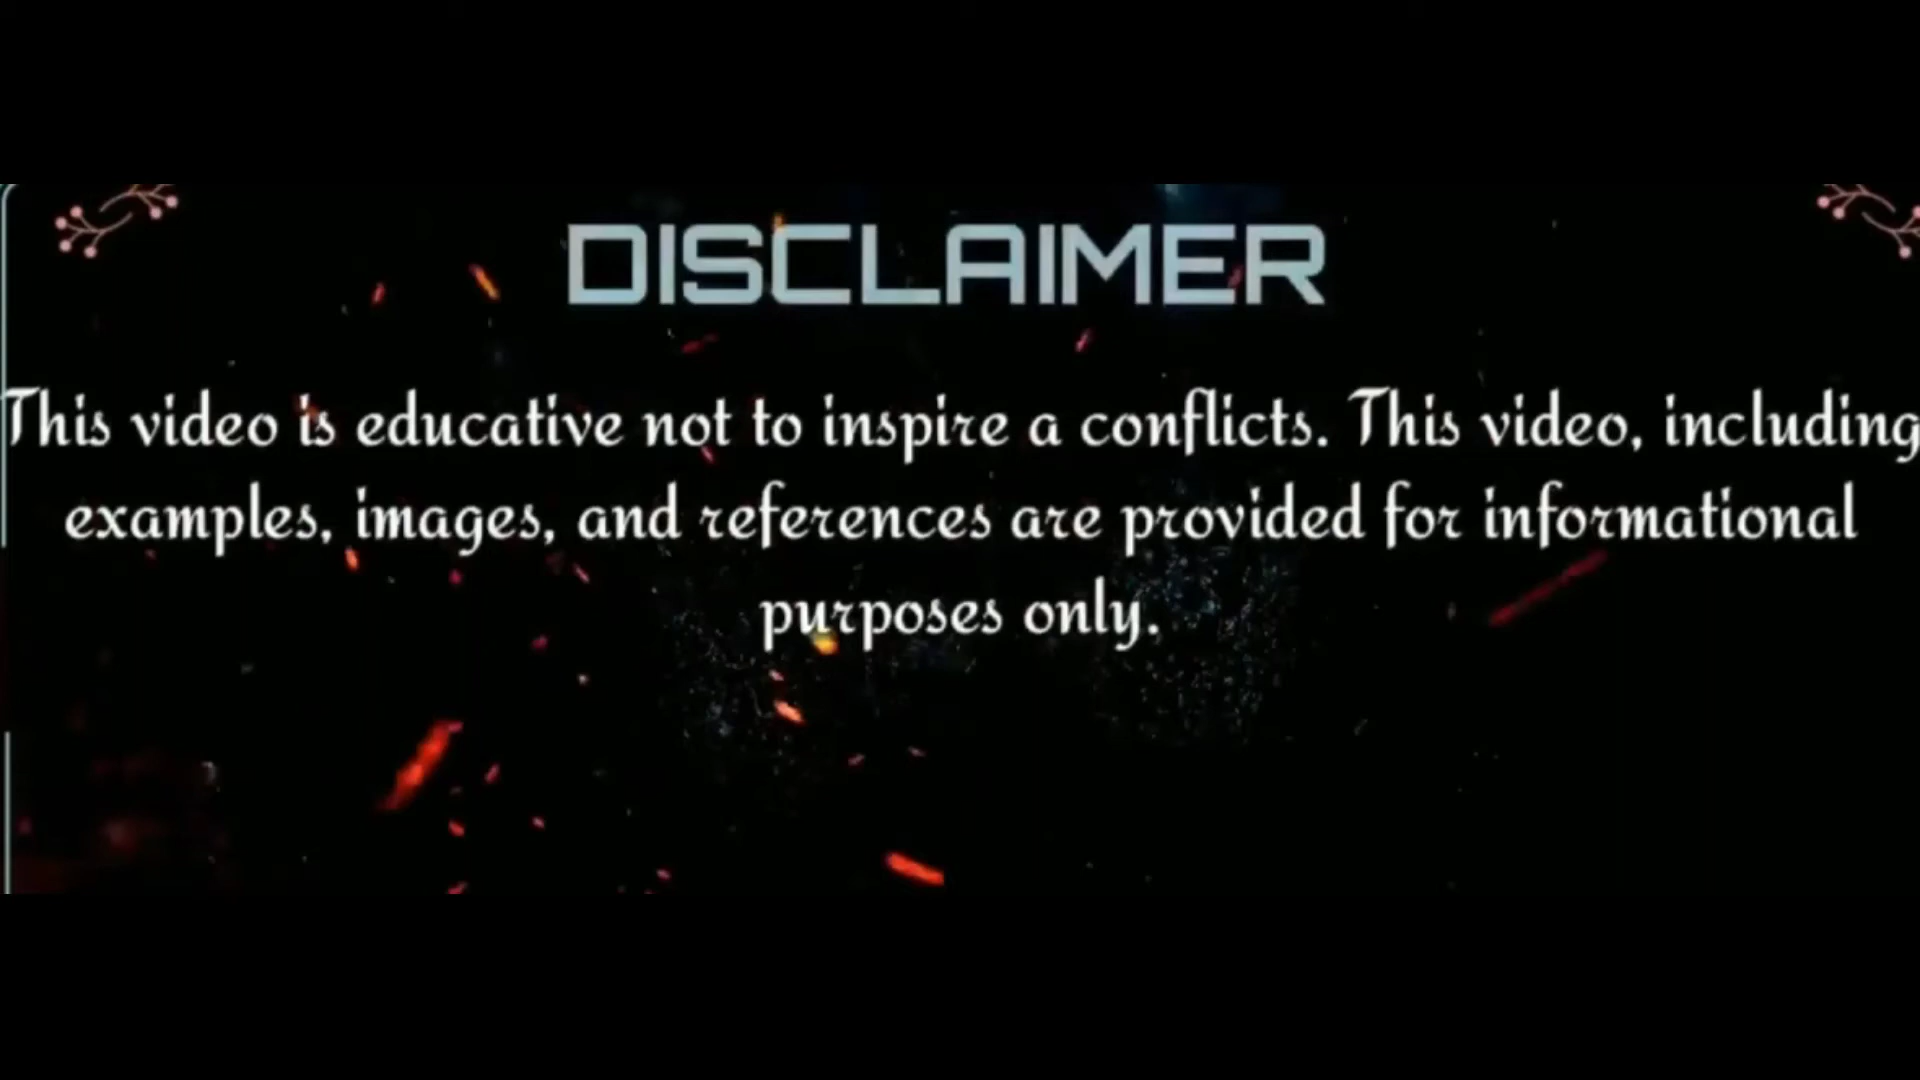 DISCLAIMER
This video is educative not to inspire a conflicts. This video, including
examples, images, and references are provided for informational
purposes only.